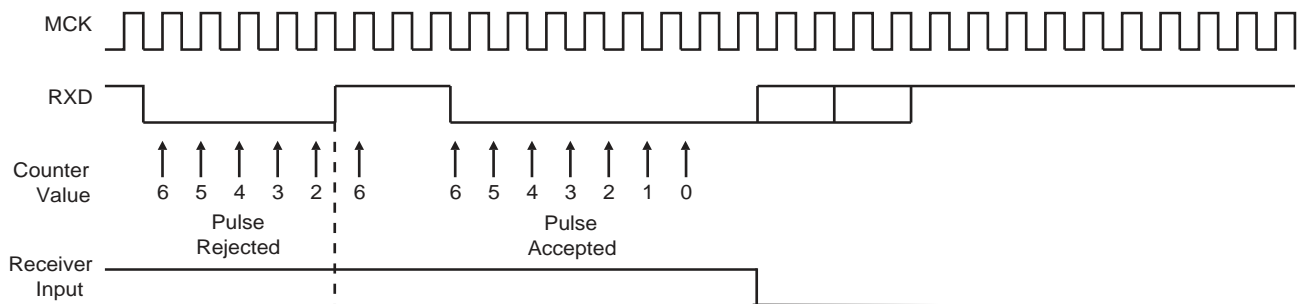 MCK
RXD
Counter
Value
6 5 4 3 2 6 6 5 4 3 2 1 0
Pulse
Rejected
Pulse
Accepted
Receiver
Input